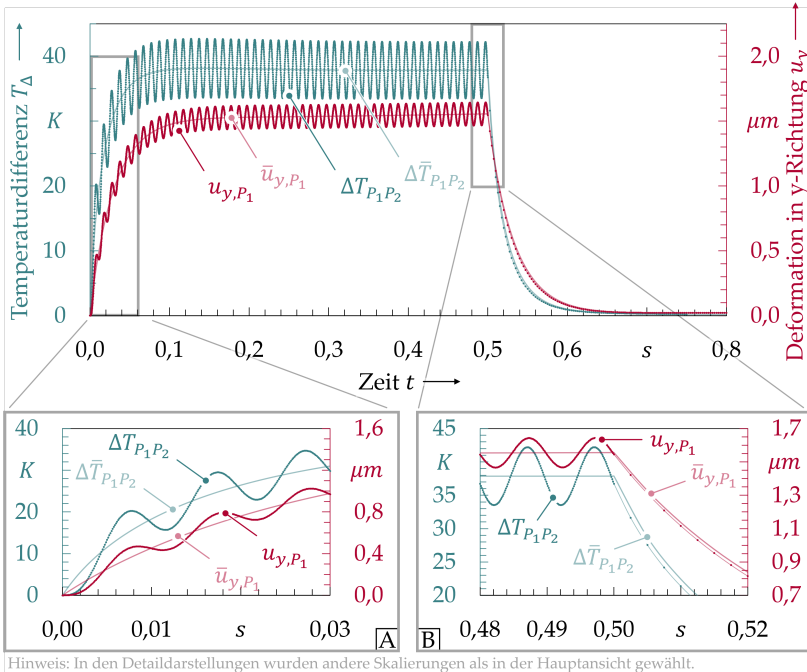 Temperaturdifferenz T_Δ
40
K
30
20
10
0
2,0
μm
1,5
1,0
0,5
0,0
Deformation in y-Richtung u_y
u_{y,P_1}
ū_{y,P_1}
ΔT_{P_1P_2}
ΔT̄_{P_1P_2}
0,0 0,1 0,2 0,3 0,4 0,5 0,6 s 0,8
Zeit t
40
K
20
10
0
ΔT_{P_1P_2}
ΔT̄_{P_1P_2}
u_{y,P_1}
ū_{y,P_1}
1,6
μm
0,8
0,4
0,0
0,00 0,01 s 0,03
A
45
K
35
30
25
20
u_{y,P_1}
ū_{y,P_1}
ΔT_{P_1P_2}
ΔT̄_{P_1P_2}
1,7
μm
1,3
1,1
0,9
0,7
B
0,48 0,49 0,50 s 0,52
Hinweis: In den Detaildarstellungen wurden andere Skalierungen als in der Hauptansicht gewählt.